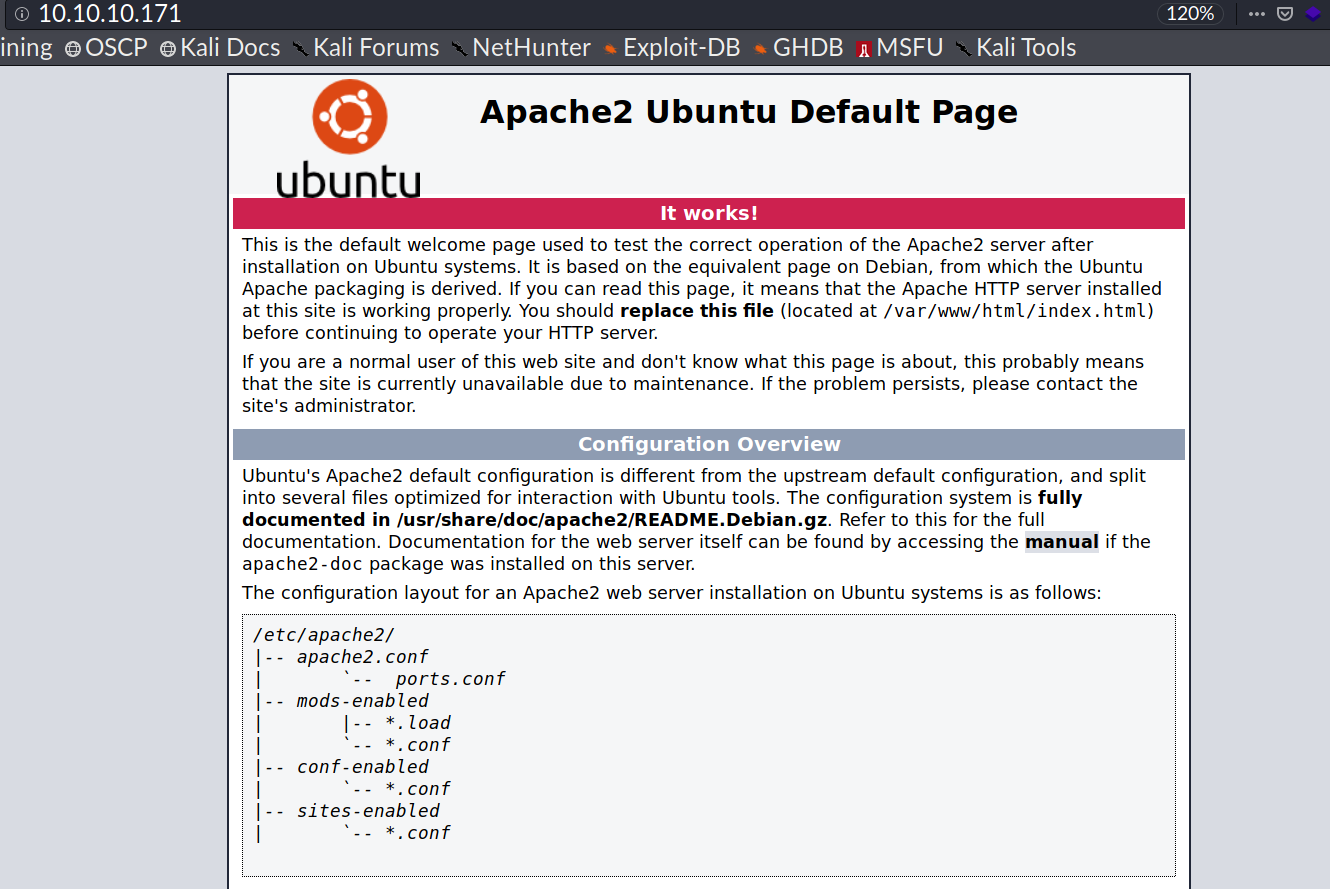 10.10.10.171
120%
ining OSCP Kali Docs Kali Forums NetHunter Exploit-DB GHDB MSFU Kali Tools
ubuntu
Apache2 Ubuntu Default Page
It works!
This is the default welcome page used to test the correct operation of the Apache2 server after
installation on Ubuntu systems. It is based on the equivalent page on Debian, from which the Ubuntu
Apache packaging is derived. If you can read this page, it means that the Apache HTTP server installed
at this site is working properly. You should replace this file (located at /var/www/html/index.html)
before continuing to operate your HTTP server.
If you are a normal user of this web site and don't know what this page is about, this probably means
that the site is currently unavailable due to maintenance. If the problem persists, please contact the
site's administrator.
Configuration Overview
Ubuntu's Apache2 default configuration is different from the upstream default configuration, and split
into several files optimized for interaction with Ubuntu tools. The configuration system is fully
documented in /usr/share/doc/apache2/README.Debian.gz. Refer to this for the full
documentation. Documentation for the web server itself can be found by accessing the manual if the
apache2-doc package was installed on this server.
The configuration layout for an Apache2 web server installation on Ubuntu systems is as follows:
/etc/apache2/
|-- apache2.conf
|       `--  ports.conf
|-- mods-enabled
|       |-- *.load
|       `-- *.conf
|-- conf-enabled
|       `-- *.conf
|-- sites-enabled
|       `-- *.conf